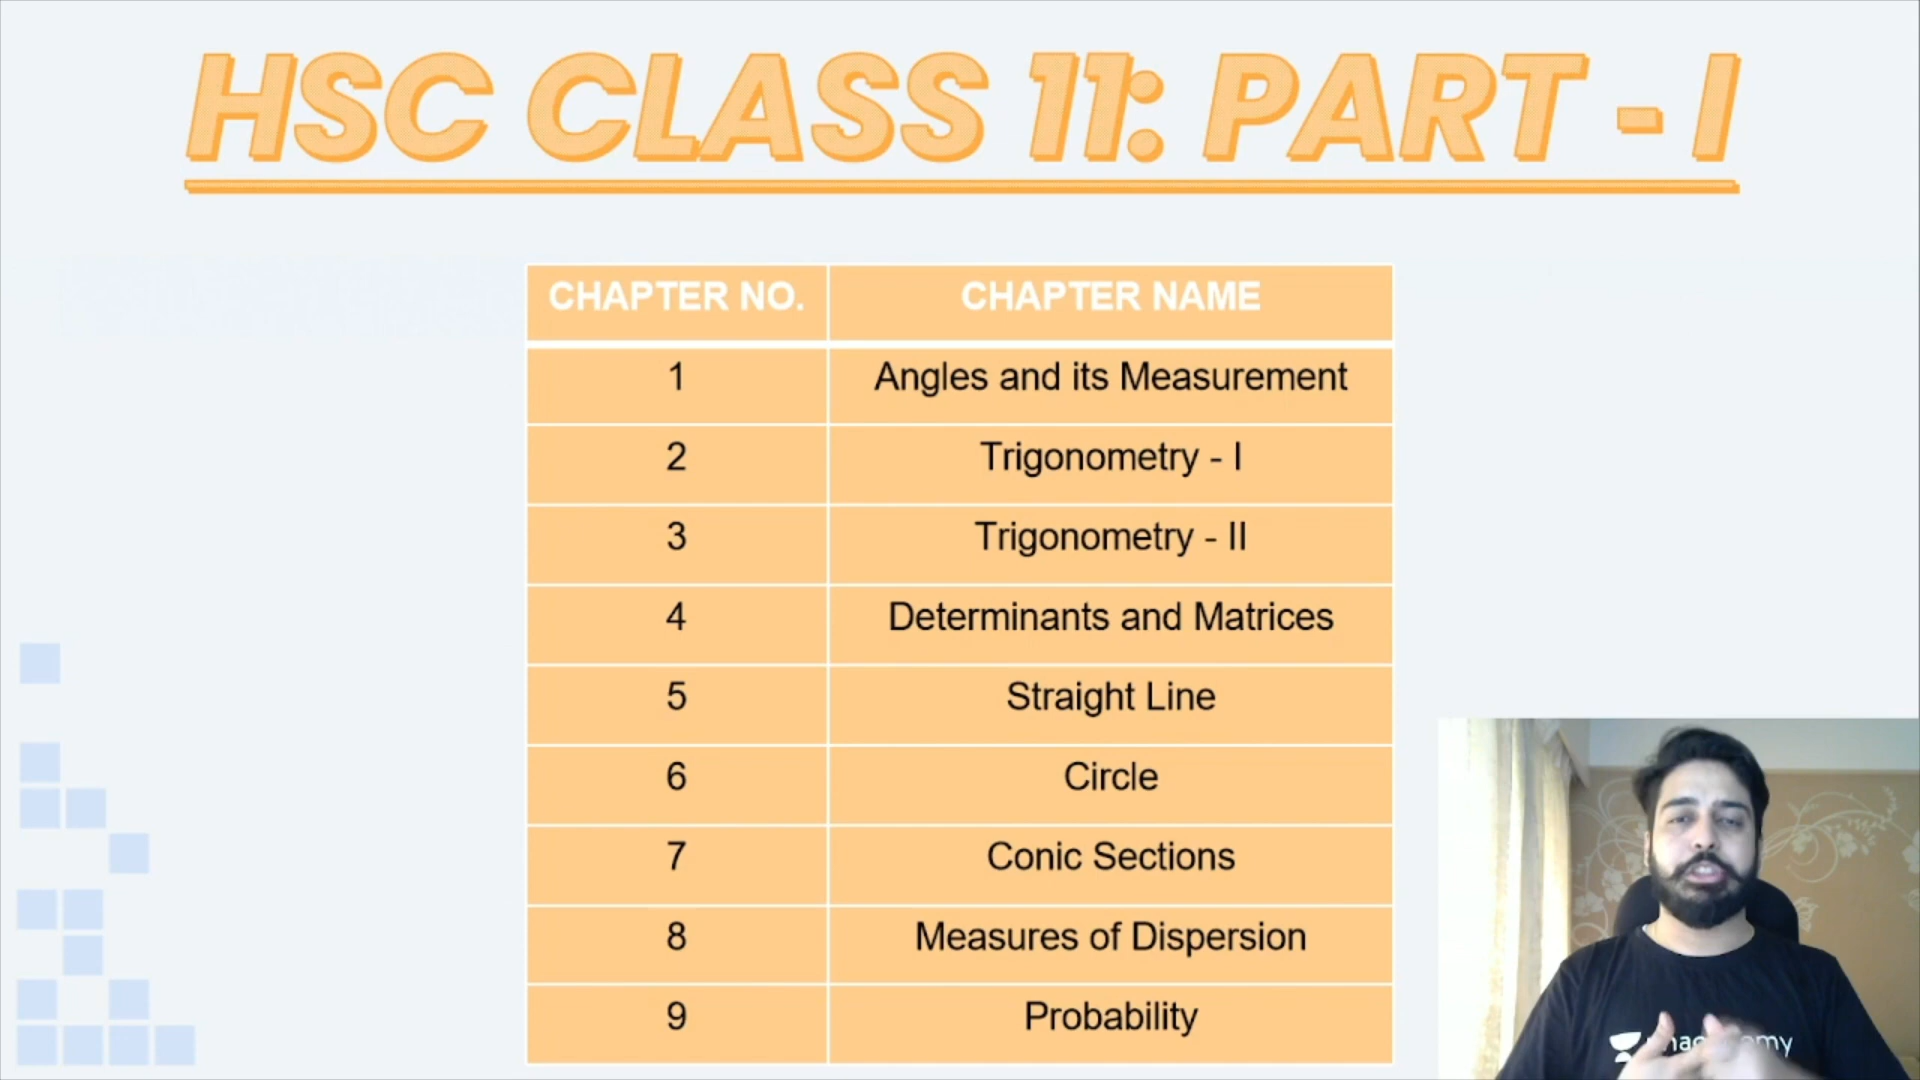 HSC CLASS 11: PART - I
CHAPTER NO. CHAPTER NAME
1 Angles and its Measurement
2 Trigonometry - I
3 Trigonometry - II
4 Determinants and Matrices
5 Straight Line
6 Circle
7 Conic Sections
8 Measures of Dispersion
9 Probability